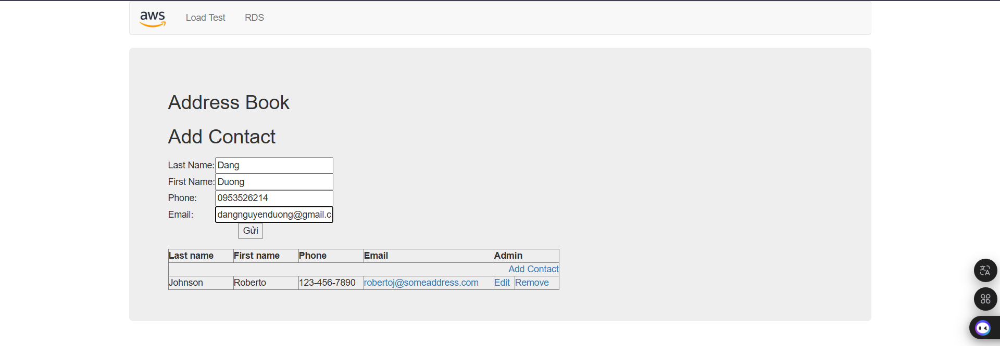 aws Load Test RDS
Address Book
Add Contact
Last Name: Dang
First Name: Duong
Phone: 0953526214
Email: dangnguyenduong@gmail.c
Gửi
Last name First name Phone Email Admin
Add Contact
Johnson Roberto 123-456-7890 robertoj@someaddress.com Edit Remove